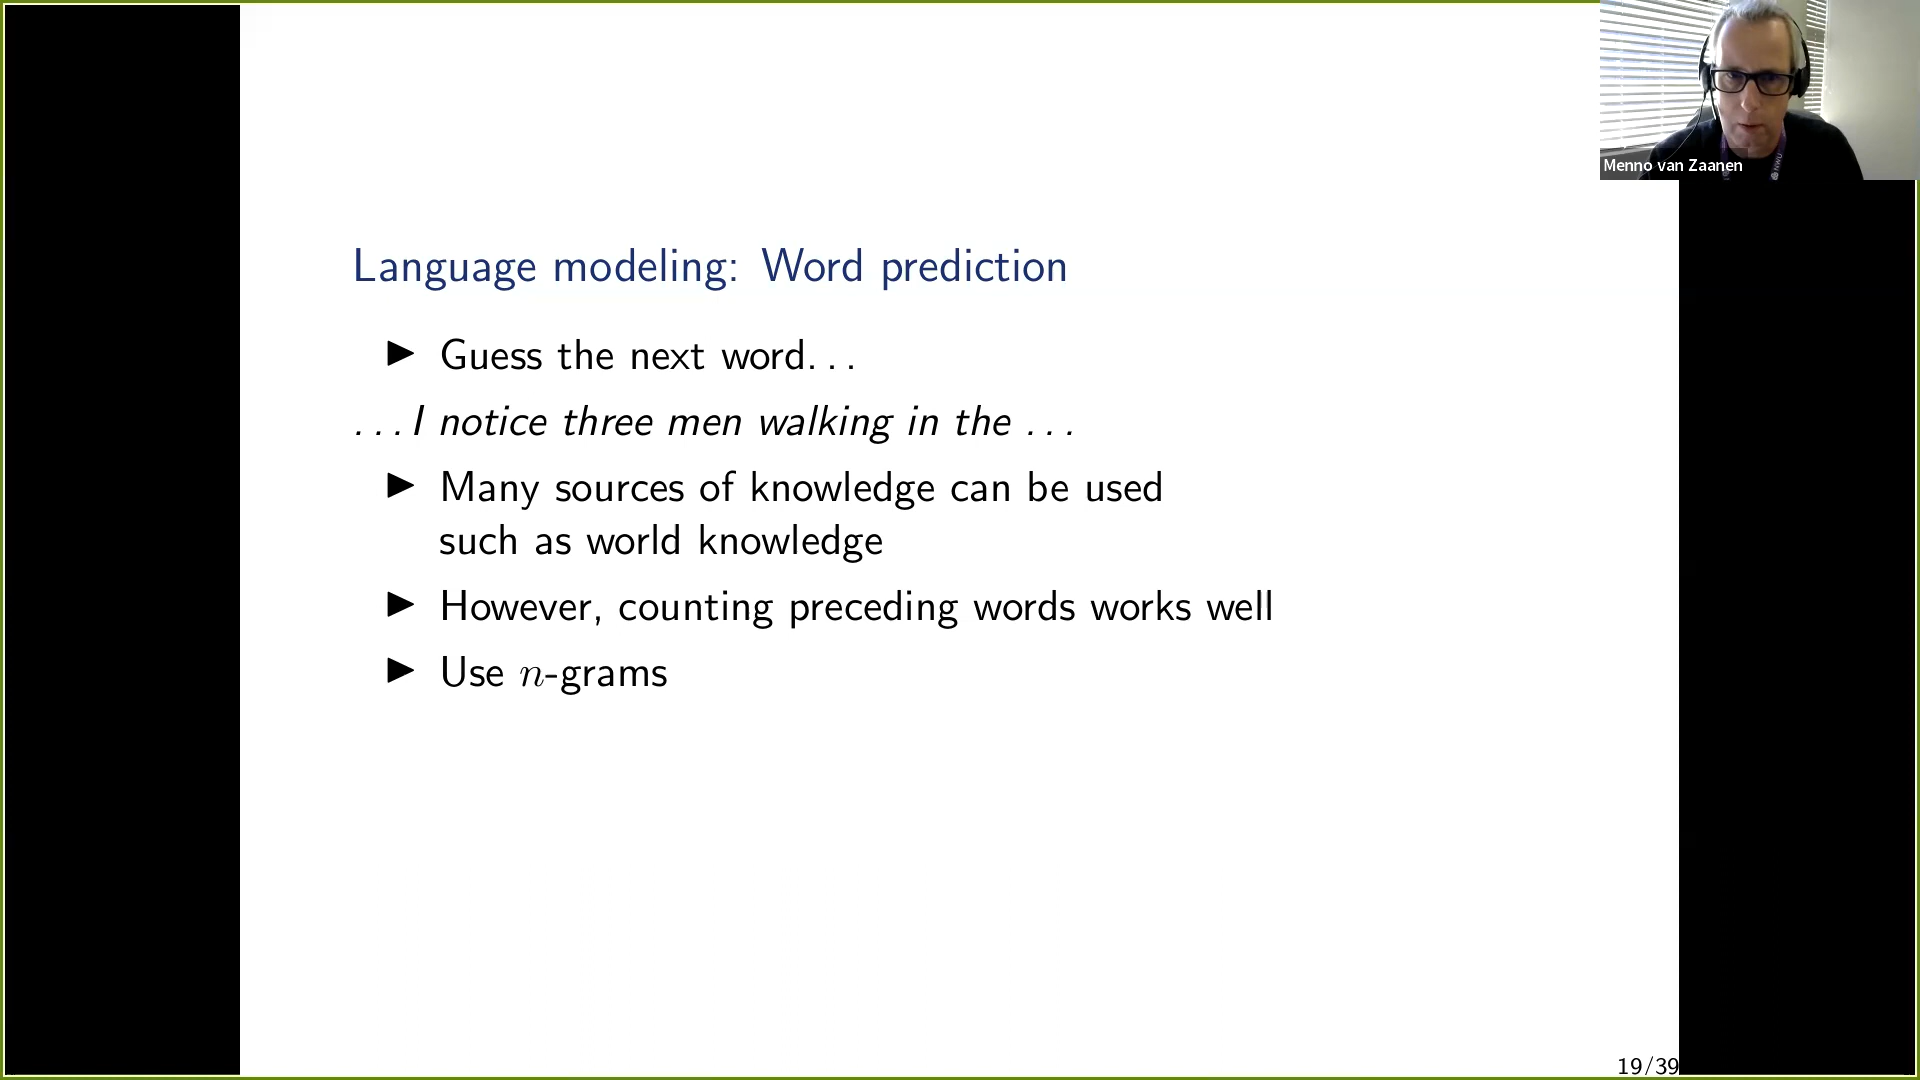 Menno van Zaanen
Language modeling: Word prediction
▶ Guess the next word. . .
. . . I notice three men walking in the . . .
▶ Many sources of knowledge can be used
such as world knowledge
▶ However, counting preceding words works well
▶ Use n-grams
19/39